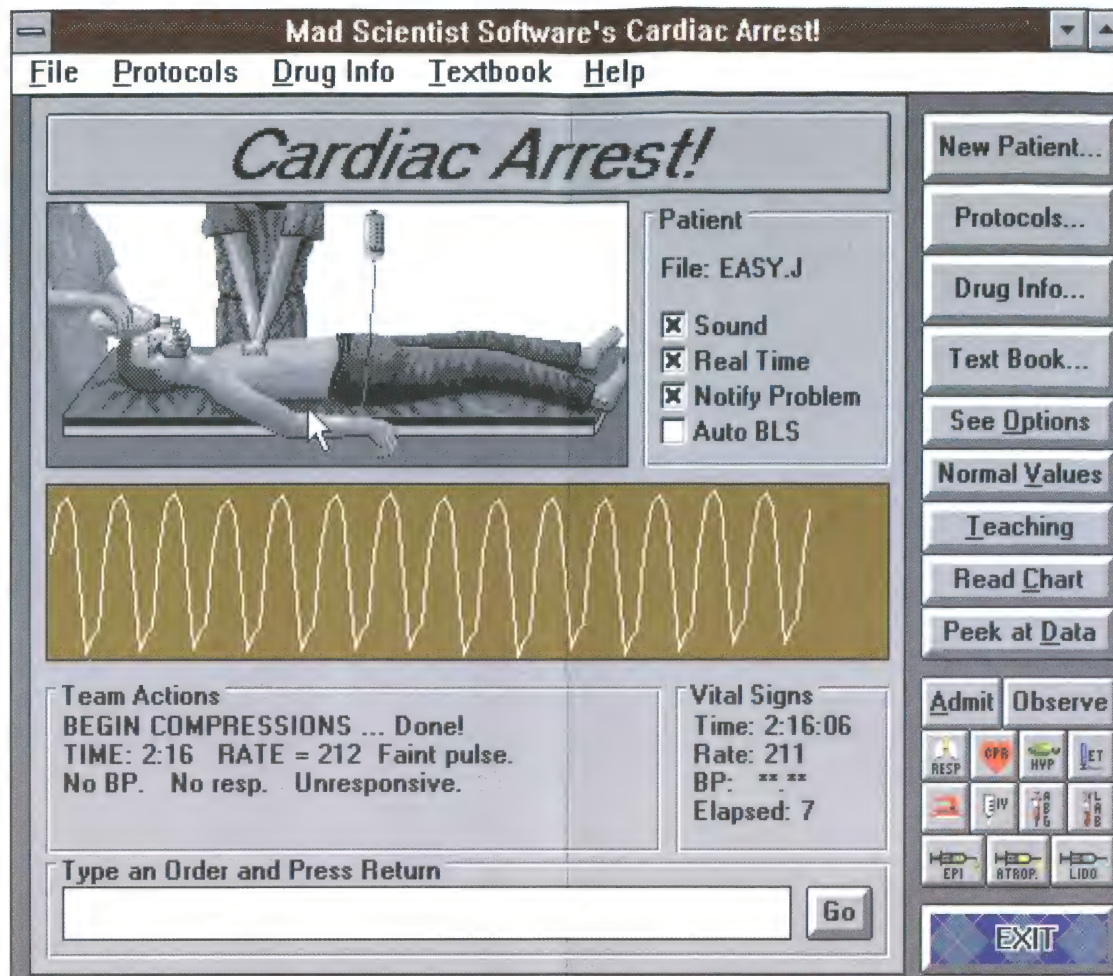 Mad Scientist Software's Cardiac Arrest!
File Protocols Drug Info Textbook Help
Cardiac Arrest!
Patient
File: EASY.J
Sound
Real Time
Notify Problem
Auto BLS
Team Actions
BEGIN COMPRESSIONS ... Done!
TIME: 2:16 RATE = 212 Faint pulse.
No BP. No resp. Unresponsive.
Vital Signs
Time: 2:16:06
Rate: 211
BP: **.**
Elapsed: 7
Type an Order and Press Return
Go
New Patient...
Protocols...
Drug Info...
Text Book...
See Options
Normal Values
Teaching
Read Chart
Peek at Data
Admit Observe
RESP CPR HYP ET
IV ABG LAB
EPI ATROP. LIDO
EXIT